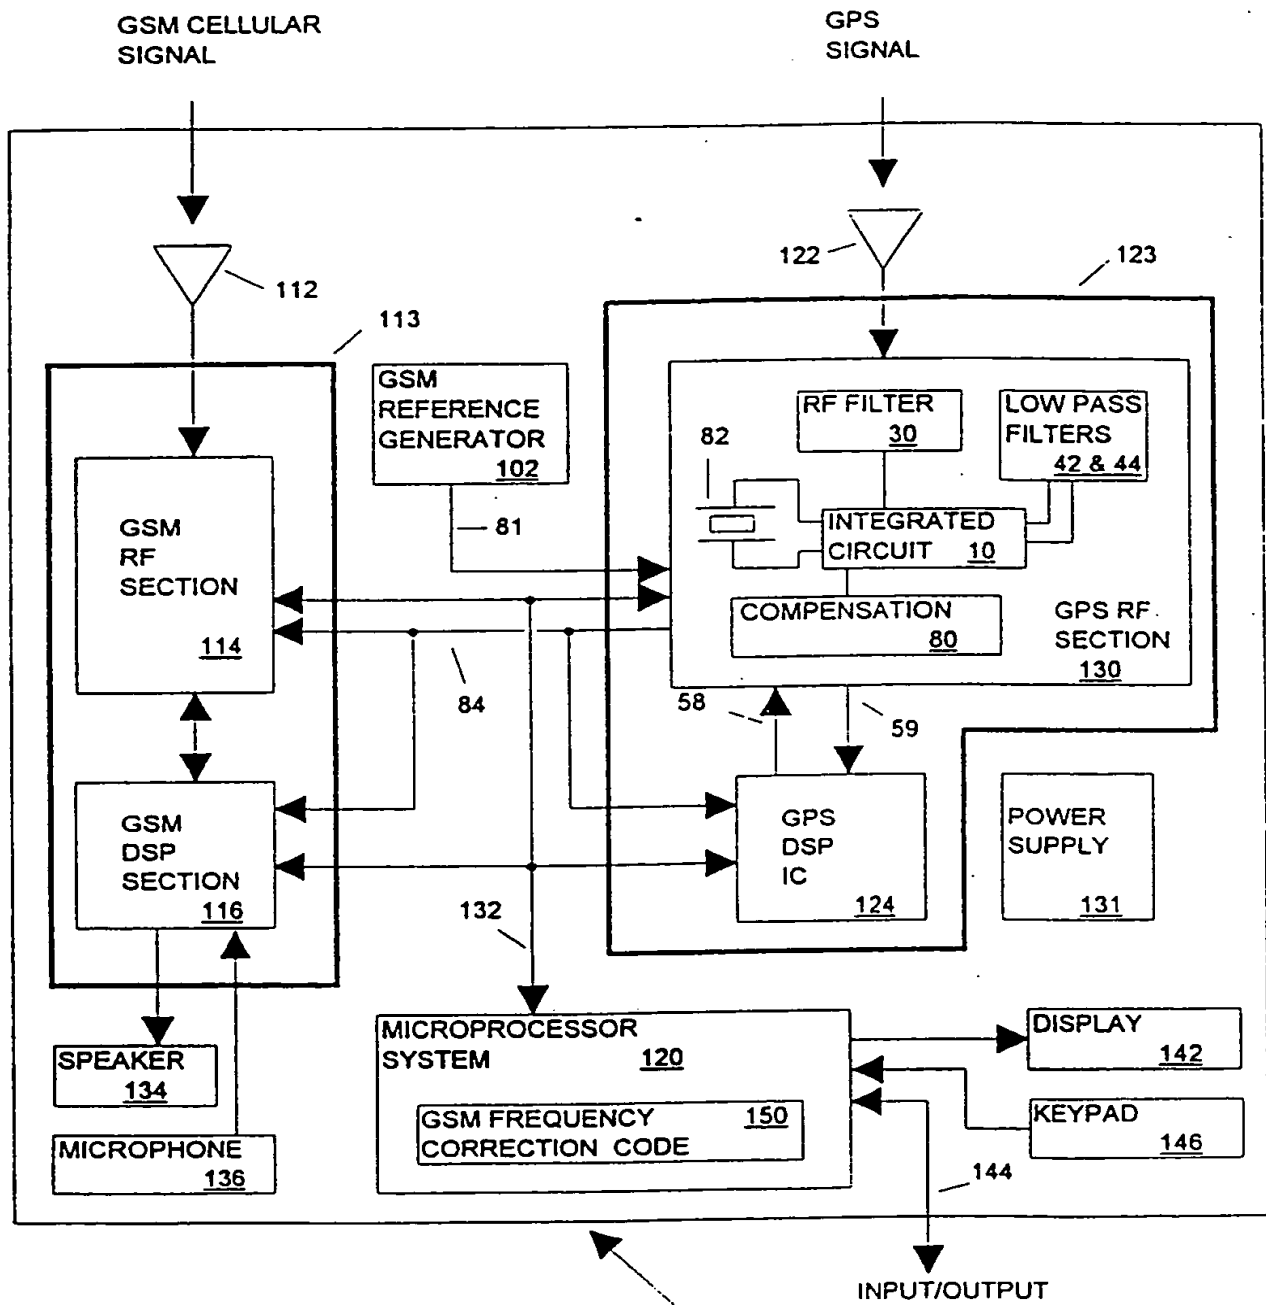 GSM CELLULAR
SIGNAL
GPS
SIGNAL
112
122
123
113
GSM
REFERENCE
GENERATOR
102
81
RF FILTER
30
LOW PASS
FILTERS
42 & 44
82
INTEGRATED
CIRCUIT 10
COMPENSATION
80
GPS RF
SECTION
130
GSM
RF
SECTION
114
84
58
59
GSM
DSP
SECTION
116
GPS
DSP
IC
124
POWER
SUPPLY
131
132
SPEAKER
134
MICROPHONE
136
MICROPROCESSOR
SYSTEM 120
GSM FREQUENCY 150
CORRECTION CODE
DISPLAY
142
KEYPAD
146
144
INPUT/OUTPUT